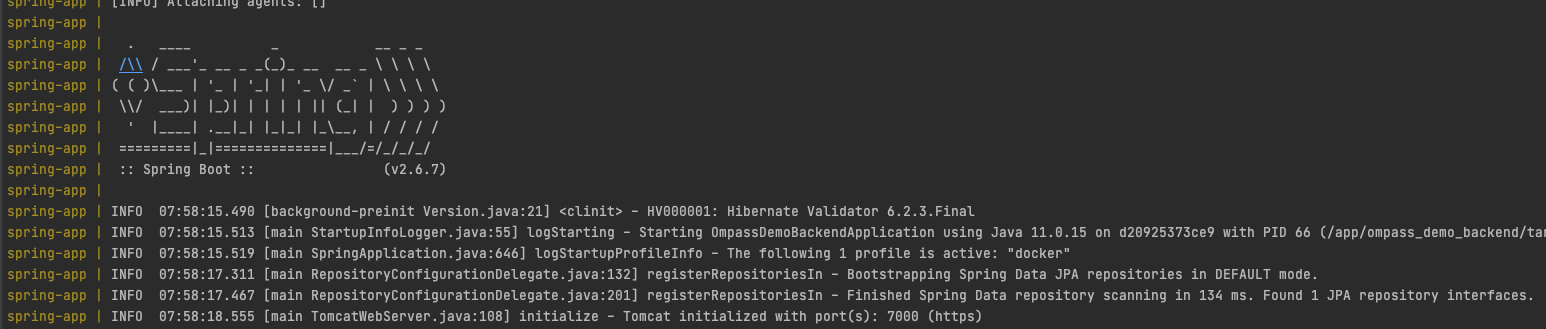 spring-app | [INFO] Attaching agents: []
spring-app |
spring-app |   .   ____          _            __ _ _
spring-app |  /\\ / ___'_ __ _ _(_)_ __  __ _ \ \ \ \
spring-app | ( ( )\___ | '_ | '_| | '_ \/ _` | \ \ \ \
spring-app |  \\/  ___)| |_)| | | | | || (_| |  ) ) ) )
spring-app |   '  |____| .__|_| |_|_| |_\__, | / / / /
spring-app |  =========|_|==============|___/=/_/_/_/
spring-app |  :: Spring Boot ::                (v2.6.7)
spring-app |
spring-app | INFO  07:58:15.490 [background-preinit Version.java:21] <clinit> - HV000001: Hibernate Validator 6.2.3.Final
spring-app | INFO  07:58:15.513 [main StartupInfoLogger.java:55] logStarting - Starting OmpassDemoBackendApplication using Java 11.0.15 on d20925373ce9 with PID 66 (/app/ompass_demo_backend/tar
spring-app | INFO  07:58:15.519 [main SpringApplication.java:646] logStartupProfileInfo - The following 1 profile is active: "docker"
spring-app | INFO  07:58:17.311 [main RepositoryConfigurationDelegate.java:132] registerRepositoriesIn - Bootstrapping Spring Data JPA repositories in DEFAULT mode.
spring-app | INFO  07:58:17.467 [main RepositoryConfigurationDelegate.java:201] registerRepositoriesIn - Finished Spring Data repository scanning in 134 ms. Found 1 JPA repository interfaces.
spring-app | INFO  07:58:18.555 [main TomcatWebServer.java:108] initialize - Tomcat initialized with port(s): 7000 (https)